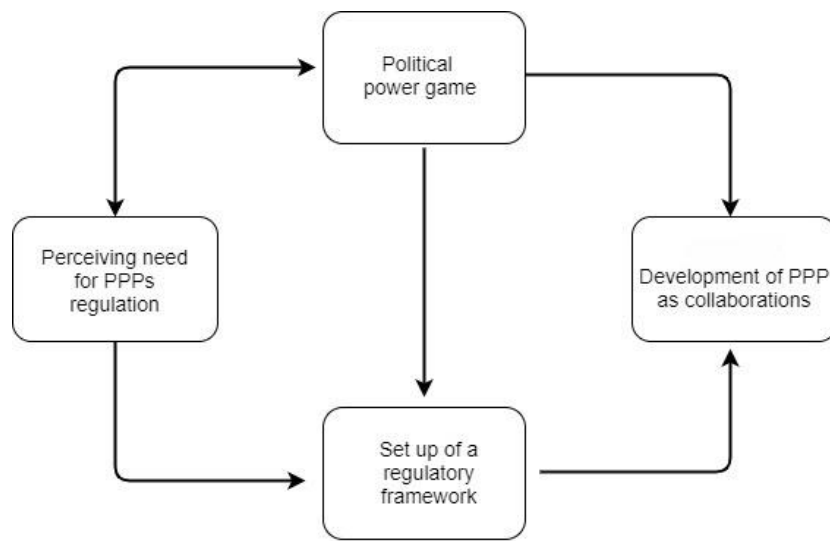 Political
power game
Perceiving need
for PPPs
regulation
Development of PPP
as collaborations
Set up of a
regulatory
framework